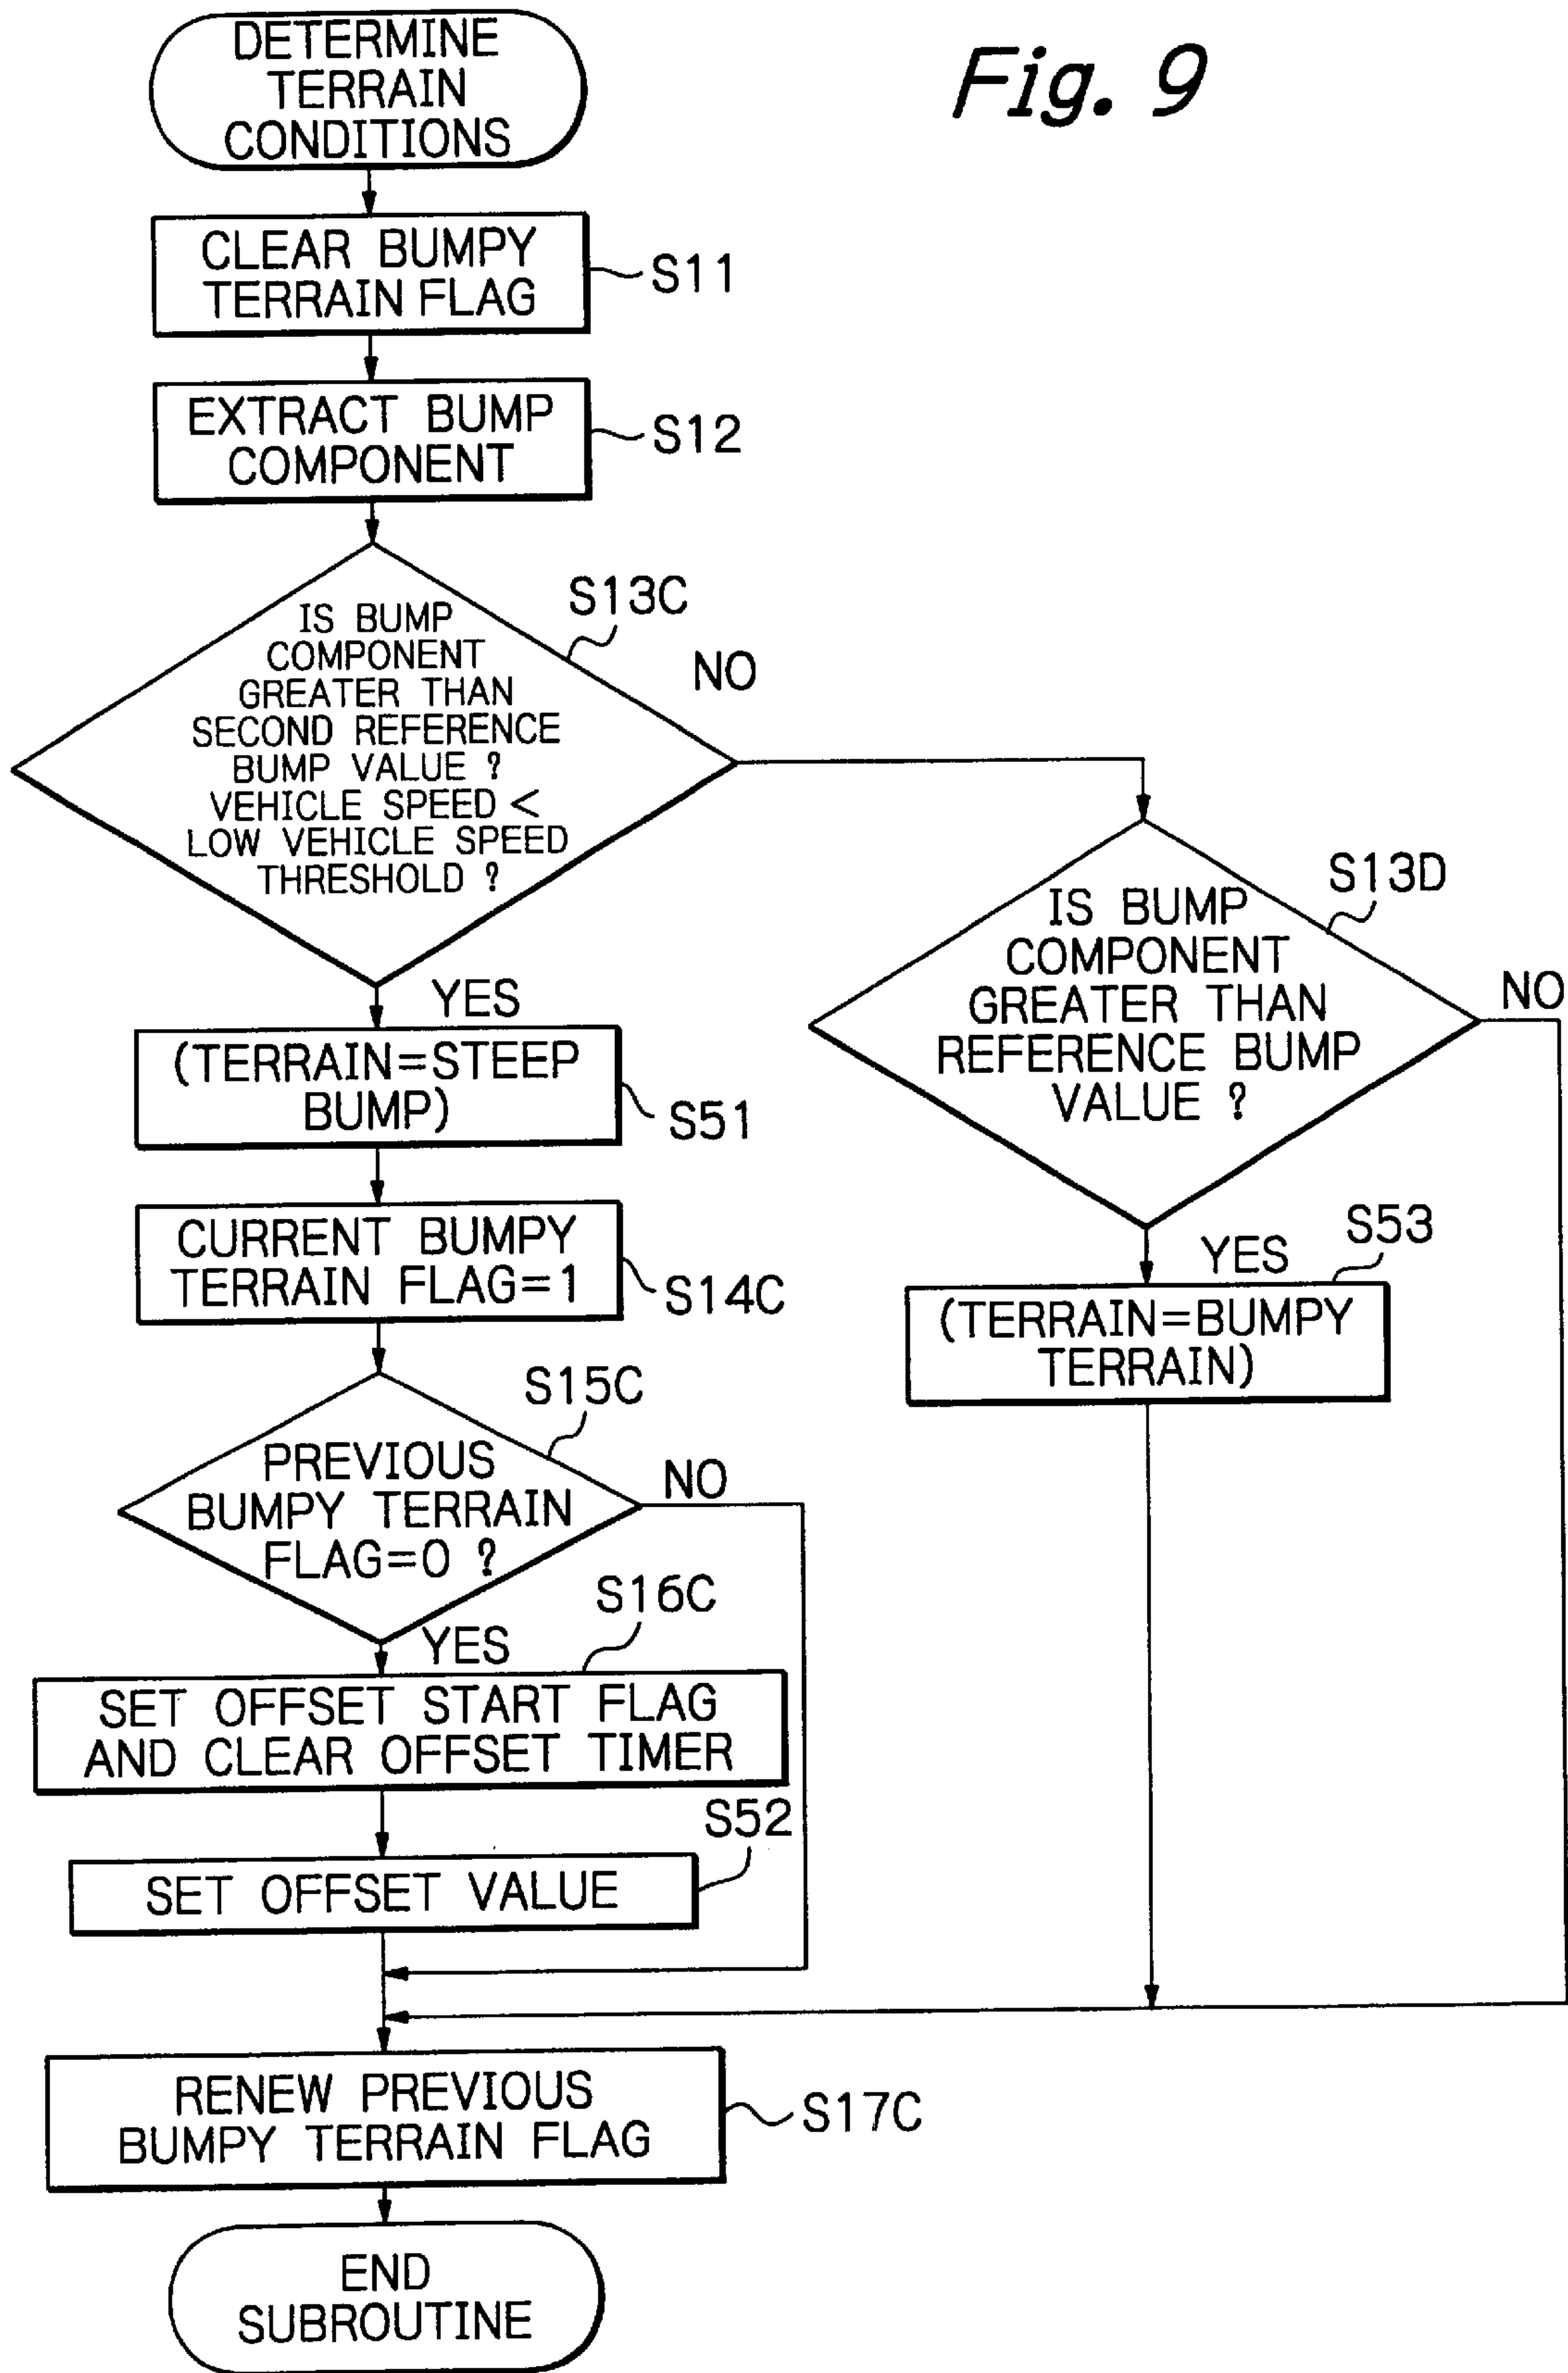 Fig. 9
DETERMINE
TERRAIN
CONDITIONS
CLEAR BUMPY
TERRAIN FLAG
S11
EXTRACT BUMP
COMPONENT
S12
S13C
IS BUMP
COMPONENT
GREATER THAN
SECOND REFERENCE
BUMP VALUE ?
VEHICLE SPEED <
LOW VEHICLE SPEED
THRESHOLD ?
NO
YES
S13D
IS BUMP
COMPONENT
GREATER THAN
REFERENCE BUMP
VALUE ?
NO
YES
(TERRAIN=STEEP
BUMP)
S51
CURRENT BUMPY
TERRAIN FLAG=1
S14C
S53
(TERRAIN=BUMPY
TERRAIN)
S15C
PREVIOUS
BUMPY TERRAIN
FLAG=0 ?
NO
YES
S16C
SET OFFSET START FLAG
AND CLEAR OFFSET TIMER
S52
SET OFFSET VALUE
RENEW PREVIOUS
BUMPY TERRAIN FLAG
S17C
END
SUBROUTINE